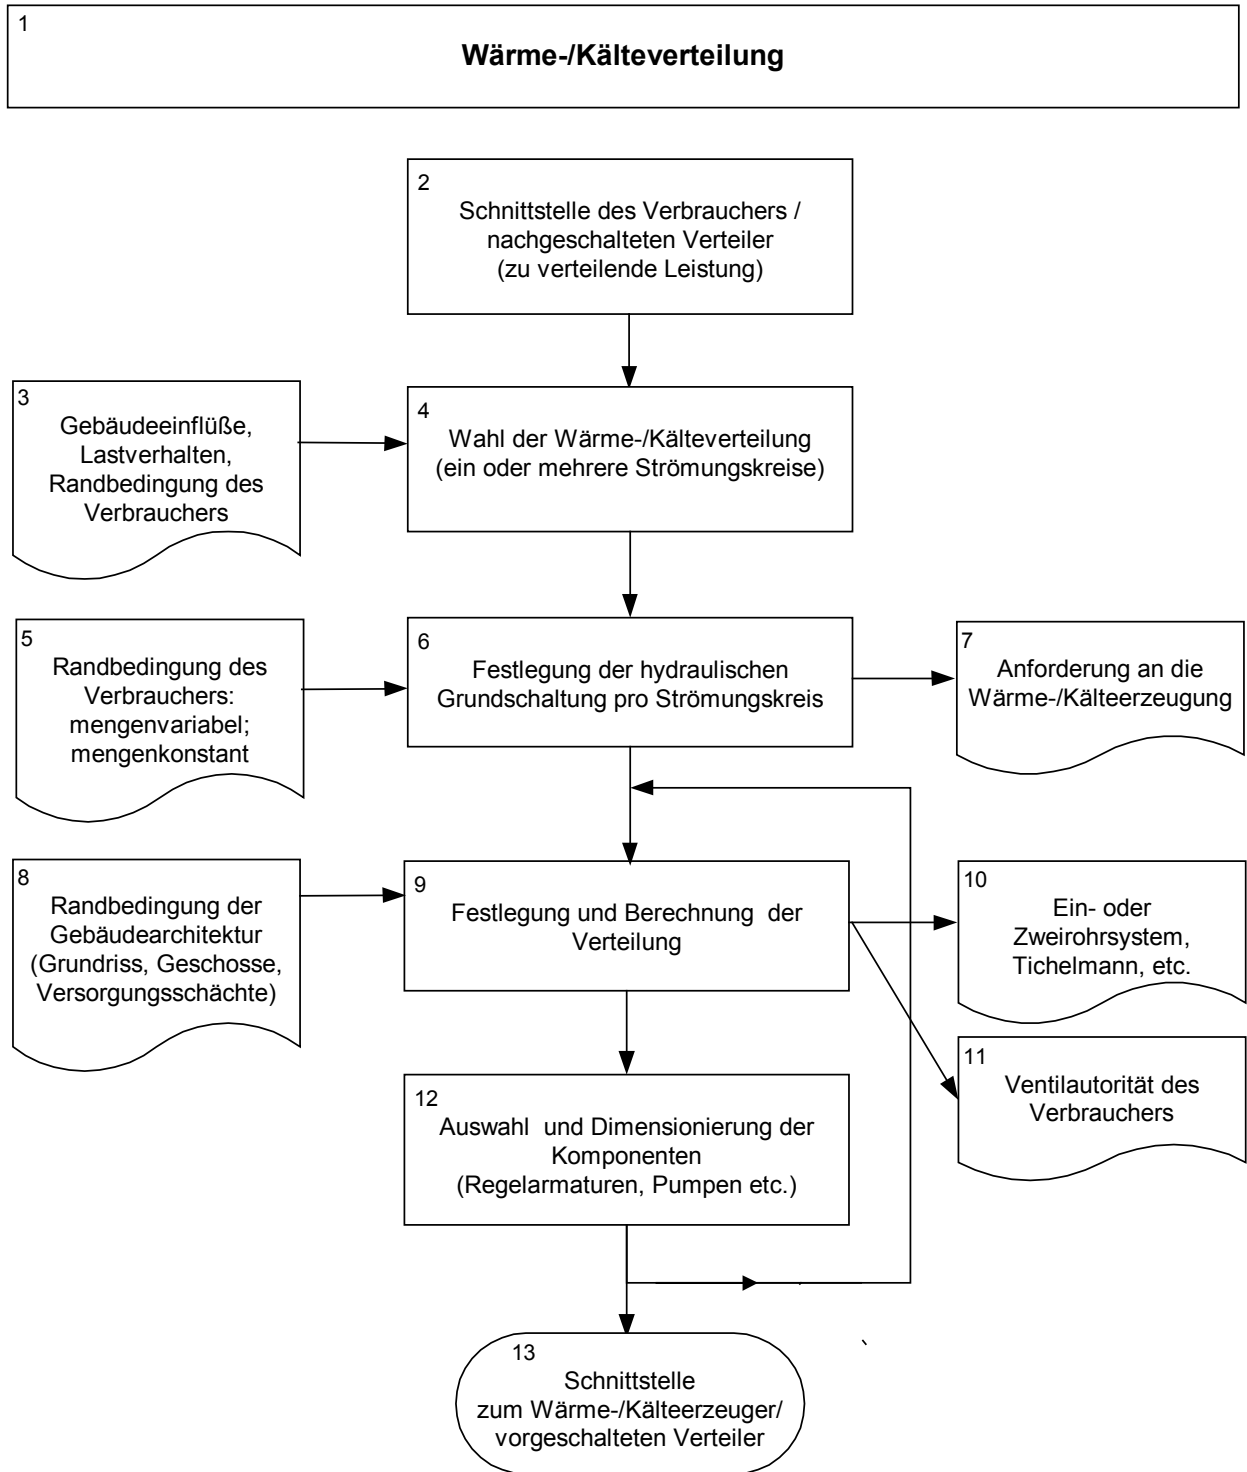 1
Wärme-/Kälteverteilung
2
Schnittstelle des Verbrauchers /
nachgeschalteten Verteiler
(zu verteilende Leistung)
3
Gebäudeeinflüße,
Lastverhalten,
Randbedingung des
Verbrauchers
4
Wahl der Wärme-/Kälteverteilung
(ein oder mehrere Strömungskreise)
5
Randbedingung des
Verbrauchers:
mengenvariabel;
mengenkonstant
6
Festlegung der hydraulischen
Grundschaltung pro Strömungskreis
7
Anforderung an die
Wärme-/Kälteerzeugung
8
Randbedingung der
Gebäudearchitektur
(Grundriss, Geschosse,
Versorgungsschächte)
9
Festlegung und Berechnung der
Verteilung
10
Ein- oder
Zweirohrsystem,
Tichelmann, etc.
11
Ventilautorität des
Verbrauchers
12
Auswahl und Dimensionierung der
Komponenten
(Regelarmaturen, Pumpen etc.)
13
Schnittstelle
zum Wärme-/Kälteerzeuger/
vorgeschalteten Verteiler